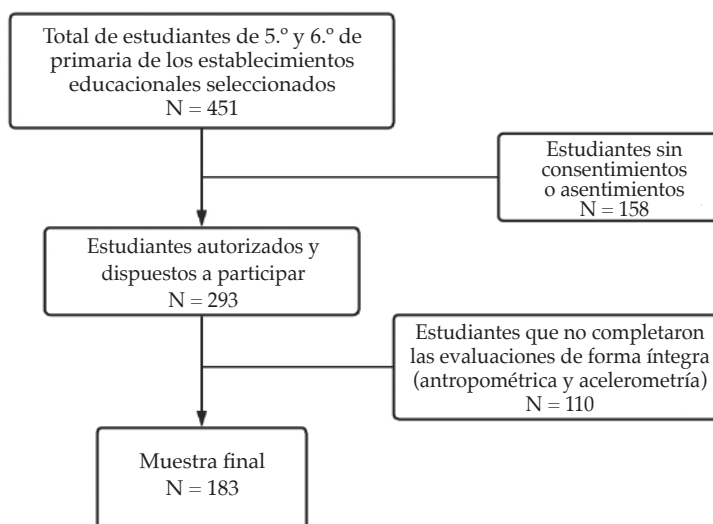 Total de estudiantes de 5.º y 6.º de
primaria de los establecimientos
educacionales seleccionados
N = 451
Estudiantes sin
consentimientos
o asentimientos
N = 158
Estudiantes autorizados y
dispuestos a participar
N = 293
Estudiantes que no completaron
las evaluaciones de forma íntegra
(antropométrica y acelerometría)
N = 110
Muestra final
N = 183